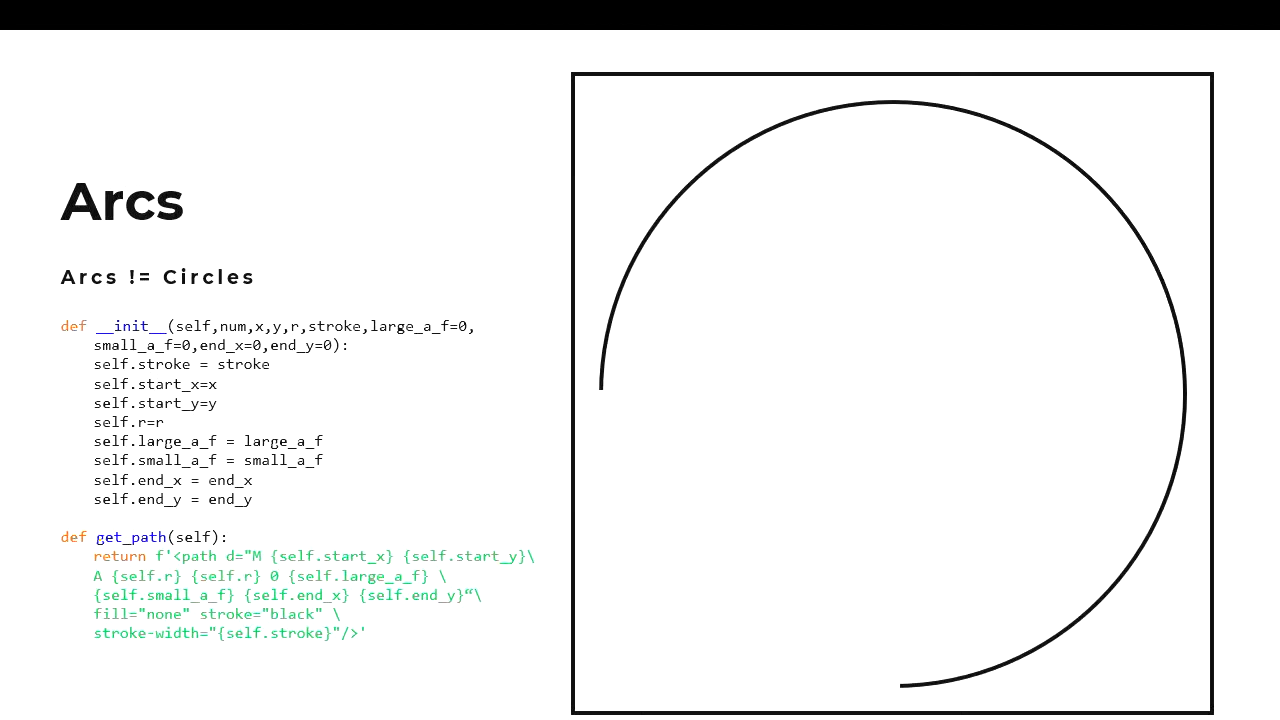 Arcs
Arcs != Circles
def __init__(self,num,x,y,r,stroke,large_a_f=0,
small_a_f=0,end_x=0,end_y=0):
self.stroke = stroke
self.start_x=x
self.start_y=y
self.r=r
self.large_a_f = large_a_f
self.small_a_f = small_a_f
self.end_x = end_x
self.end_y = end_y
def get_path(self):
return f'<path d="M {self.start_x} {self.start_y}\
A {self.r} {self.r} 0 {self.large_a_f} \
{self.small_a_f} {self.end_x} {self.end_y}“\
fill="none" stroke="black" \
stroke-width="{self.stroke}"/>'